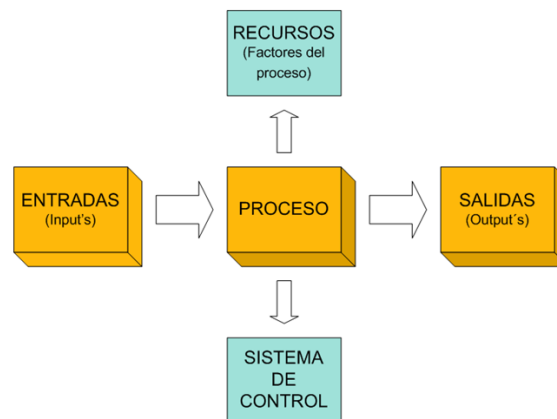 RECURSOS
(Factores del
proceso)
ENTRADAS
(Input's)
PROCESO
SALIDAS
(Output´s)
SISTEMA
DE
CONTROL